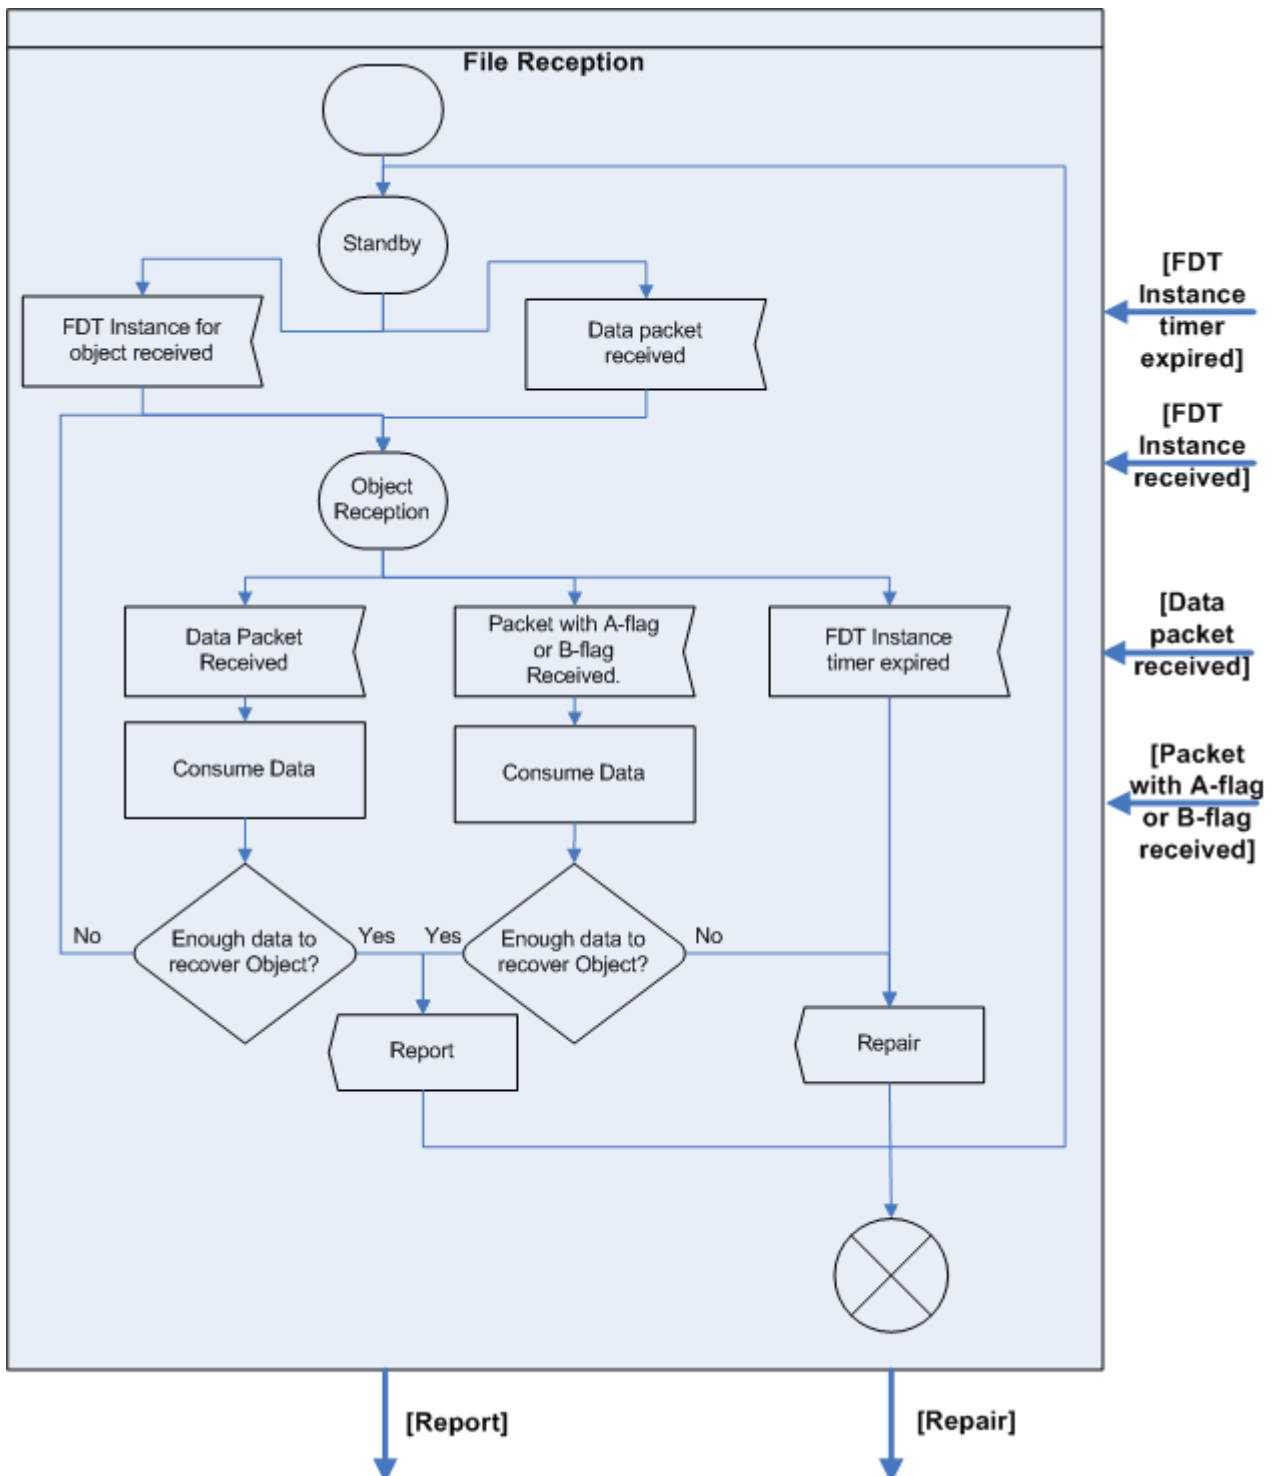 File Reception
Standby
FDT Instance for
object received
Data packet
received
Object
Reception
Data Packet
Received
Packet with A-flag
or B-flag
Received.
FDT Instance
timer expired
Consume Data
Consume Data
No
Enough data to
recover Object?
Yes
Yes
Enough data to
recover Object?
No
Report
Repair
[FDT
Instance
timer
expired]
[FDT
Instance
received]
[Data
packet
received]
[Packet
with A-flag
or B-flag
received]
[Report]
[Repair]